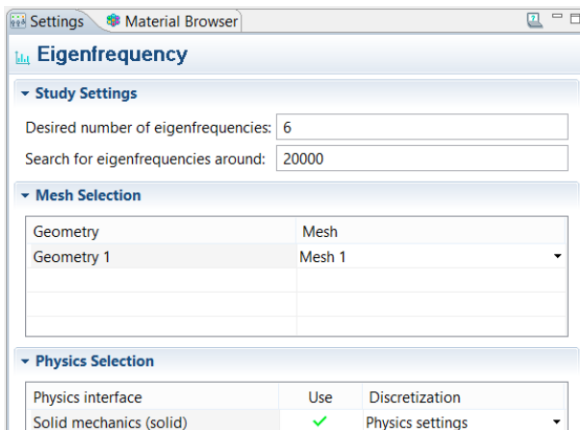 Settings Material Browser
Eigenfrequency
Study Settings
Desired number of eigenfrequencies: 6
Search for eigenfrequencies around: 20000
Mesh Selection
Geometry Mesh
Geometry 1 Mesh 1
Physics Selection
Physics interface Use Discretization
Solid mechanics (solid) Physics settings